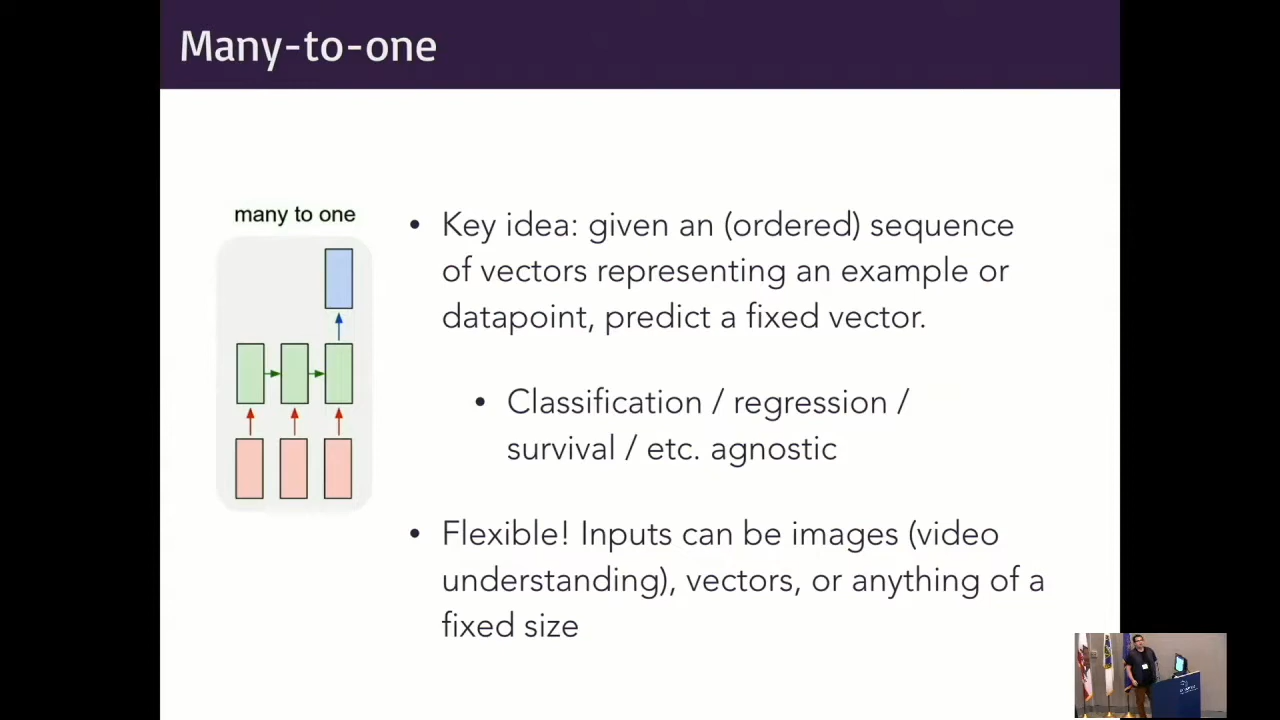 Many-to-one
many to one
• Key idea: given an (ordered) sequence
of vectors representing an example or
datapoint, predict a fixed vector.
• Classification / regression /
survival / etc. agnostic
• Flexible! Inputs can be images (video
understanding), vectors, or anything of a
fixed size